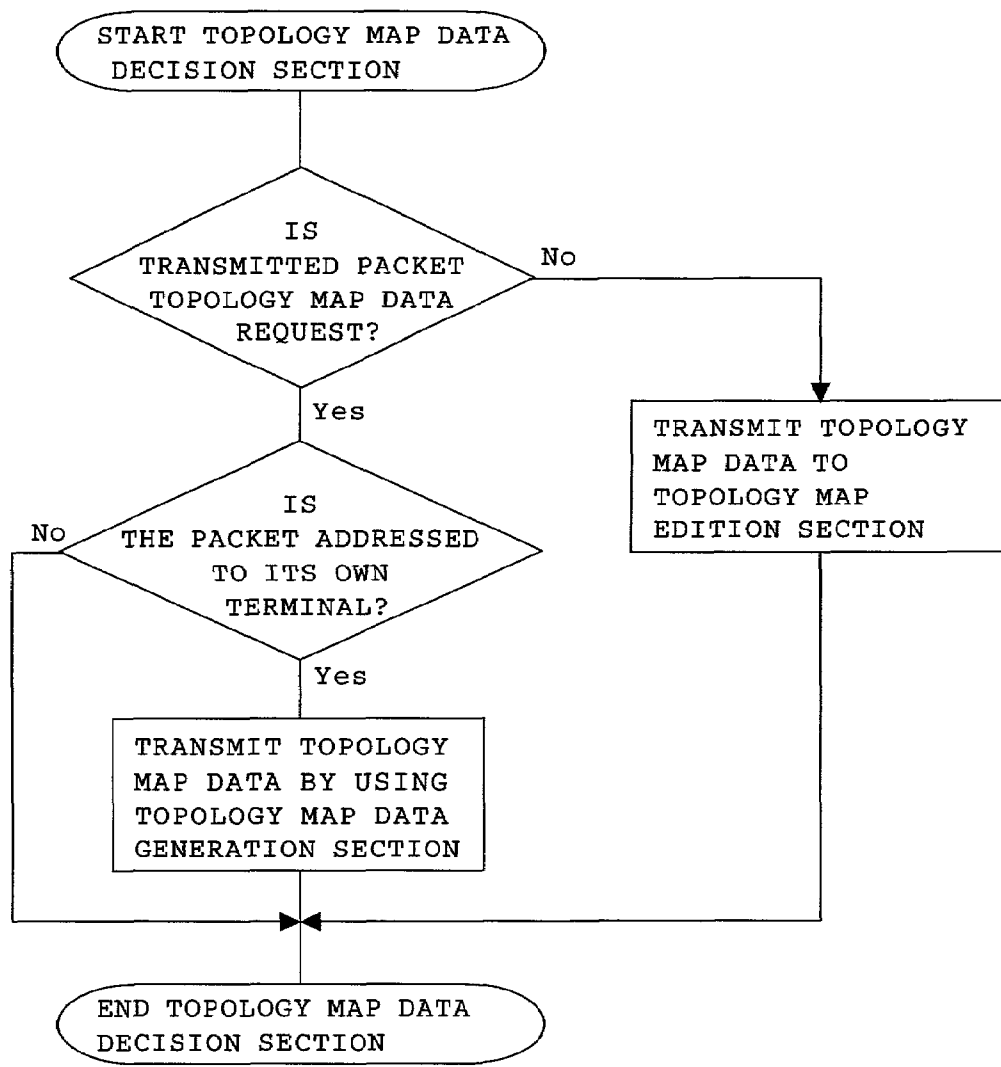 START TOPOLOGY MAP DATA
DECISION SECTION
IS
TRANSMITTED PACKET
TOPOLOGY MAP DATA
REQUEST?
No
Yes
TRANSMIT TOPOLOGY
MAP DATA TO
TOPOLOGY MAP
EDITION SECTION
IS
THE PACKET ADDRESSED
TO ITS OWN
TERMINAL?
No
Yes
TRANSMIT TOPOLOGY
MAP DATA BY USING
TOPOLOGY MAP DATA
GENERATION SECTION
END TOPOLOGY MAP DATA
DECISION SECTION